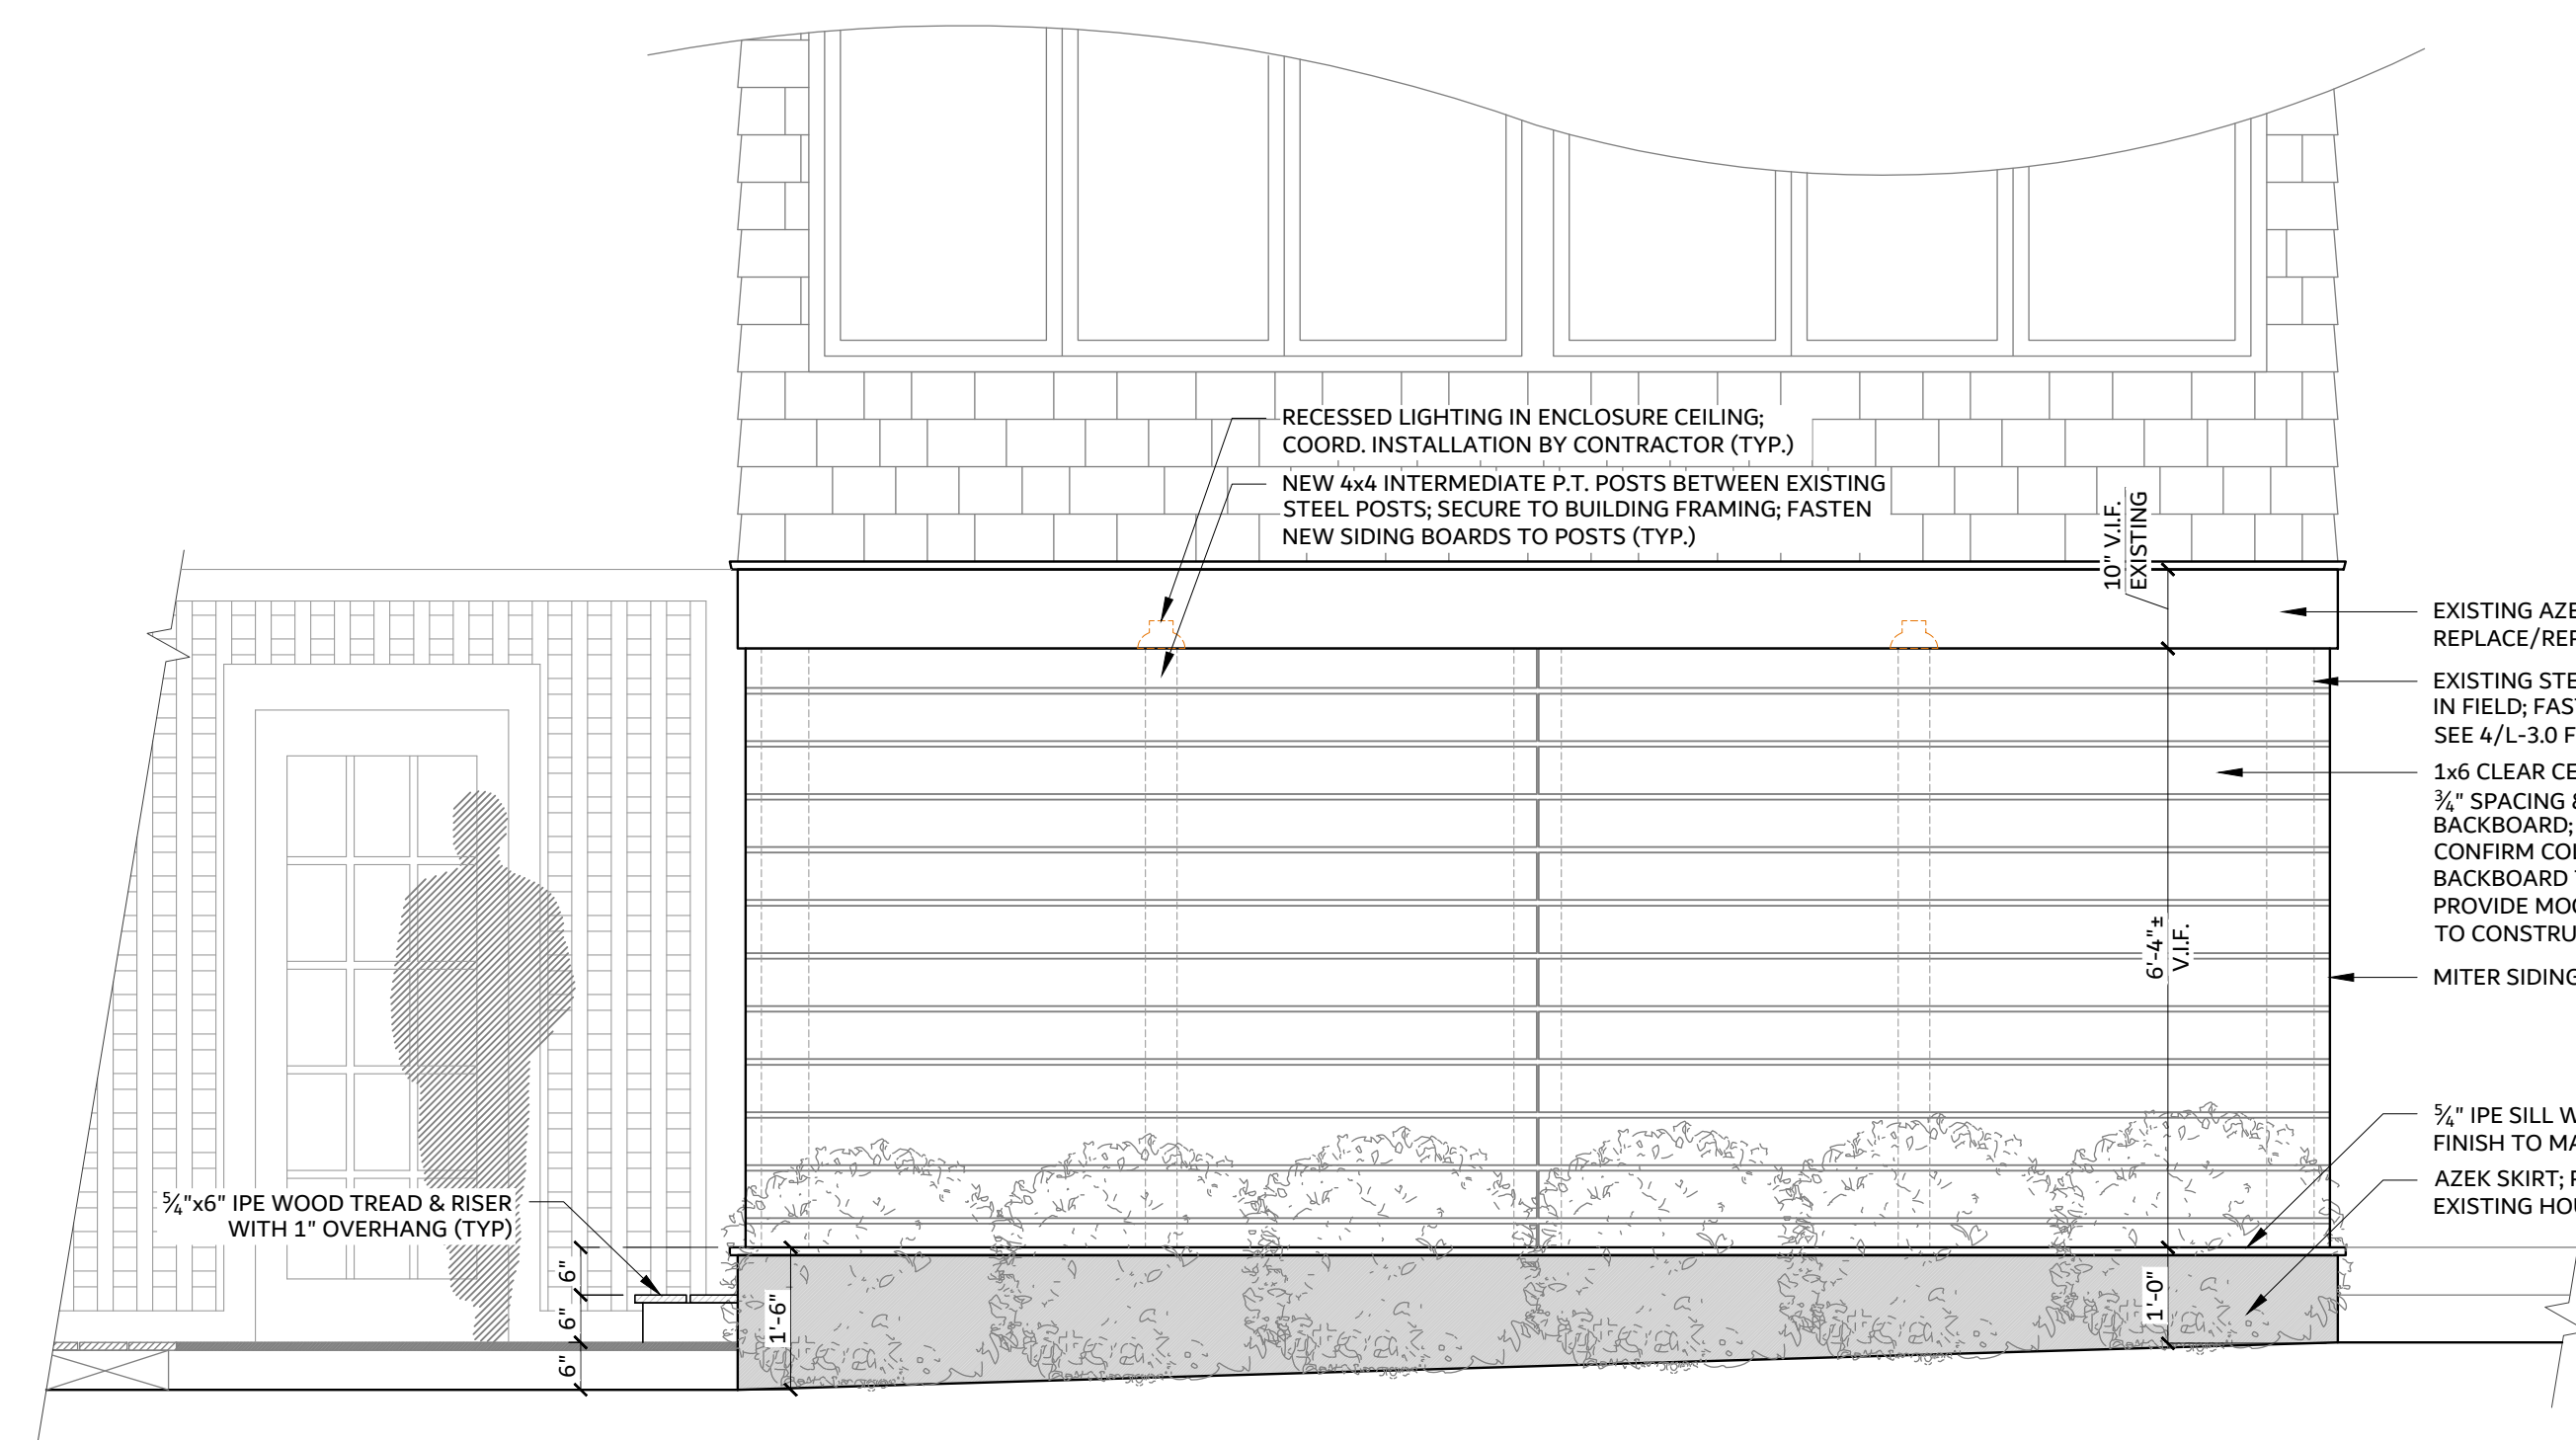 RECESSED LIGHTING IN ENCLOSURE CEILING;
COORD. INSTALLATION BY CONTRACTOR (TYP.)
NEW 4x4 INTERMEDIATE P.T. POSTS BETWEEN EXISTING
STEEL POSTS; SECURE TO BUILDING FRAMING; FASTEN
NEW SIDING BOARDS TO POSTS (TYP.)
10" V.I.F.
EXISTING
EXISTING AZE
REPLACE/REP
EXISTING STE
IN FIELD; FAS
SEE 4/L-3.0 F
1x6 CLEAR CE
¾" SPACING &
BACKBOARD;
CONFIRM COL
BACKBOARD
PROVIDE MOC
TO CONSTRU
6'-4"±
V.I.F.
MITER SIDING
5⁄4" IPE SILL W
FINISH TO MA
AZEK SKIRT; P
EXISTING HOU
5⁄4"x6" IPE WOOD TREAD & RISER
WITH 1" OVERHANG (TYP)
6"
6"
6"
1'-6"
1'-0"